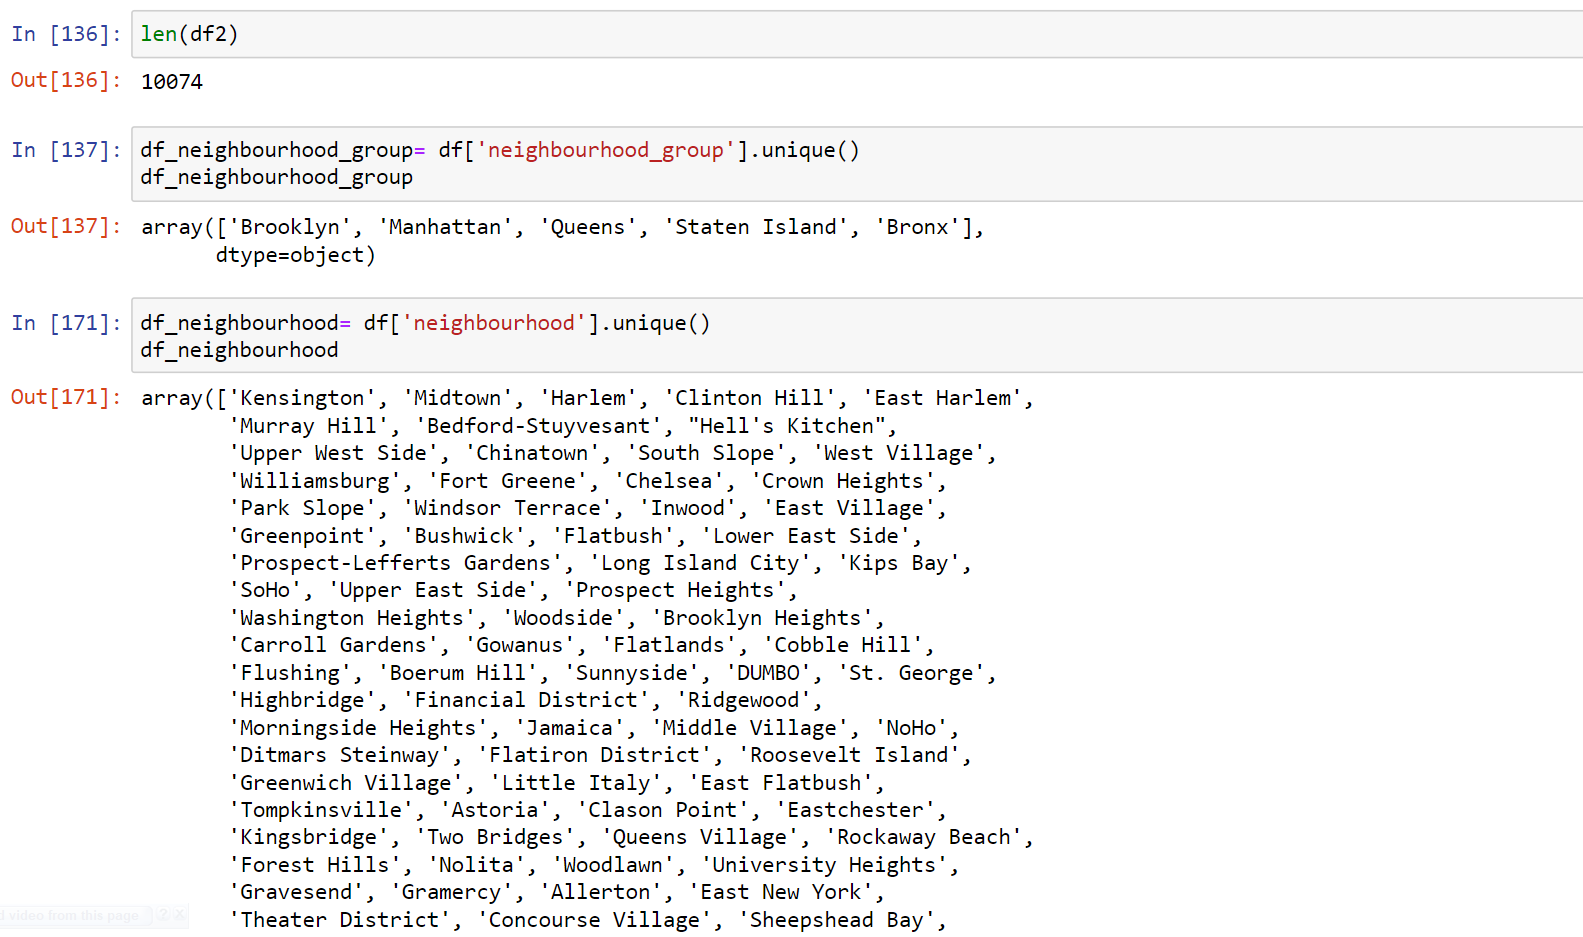 In [136]: len(df2)
Out[136]: 10074
In [137]: df_neighbourhood_group= df['neighbourhood_group'].unique()
df_neighbourhood_group
Out[137]: array(['Brooklyn', 'Manhattan', 'Queens', 'Staten Island', 'Bronx'],
dtype=object)
In [171]: df_neighbourhood= df['neighbourhood'].unique()
df_neighbourhood
Out[171]: array(['Kensington', 'Midtown', 'Harlem', 'Clinton Hill', 'East Harlem',
'Murray Hill', 'Bedford-Stuyvesant', "Hell's Kitchen",
'Upper West Side', 'Chinatown', 'South Slope', 'West Village',
'Williamsburg', 'Fort Greene', 'Chelsea', 'Crown Heights',
'Park Slope', 'Windsor Terrace', 'Inwood', 'East Village',
'Greenpoint', 'Bushwick', 'Flatbush', 'Lower East Side',
'Prospect-Lefferts Gardens', 'Long Island City', 'Kips Bay',
'SoHo', 'Upper East Side', 'Prospect Heights',
'Washington Heights', 'Woodside', 'Brooklyn Heights',
'Carroll Gardens', 'Gowanus', 'Flatlands', 'Cobble Hill',
'Flushing', 'Boerum Hill', 'Sunnyside', 'DUMBO', 'St. George',
'Highbridge', 'Financial District', 'Ridgewood',
'Morningside Heights', 'Jamaica', 'Middle Village', 'NoHo',
'Ditmars Steinway', 'Flatiron District', 'Roosevelt Island',
'Greenwich Village', 'Little Italy', 'East Flatbush',
'Tompkinsville', 'Astoria', 'Clason Point', 'Eastchester',
'Kingsbridge', 'Two Bridges', 'Queens Village', 'Rockaway Beach',
'Forest Hills', 'Nolita', 'Woodlawn', 'University Heights',
'Gravesend', 'Gramercy', 'Allerton', 'East New York',
d video from this page ? X
'Theater District', 'Concourse Village', 'Sheepshead Bay',